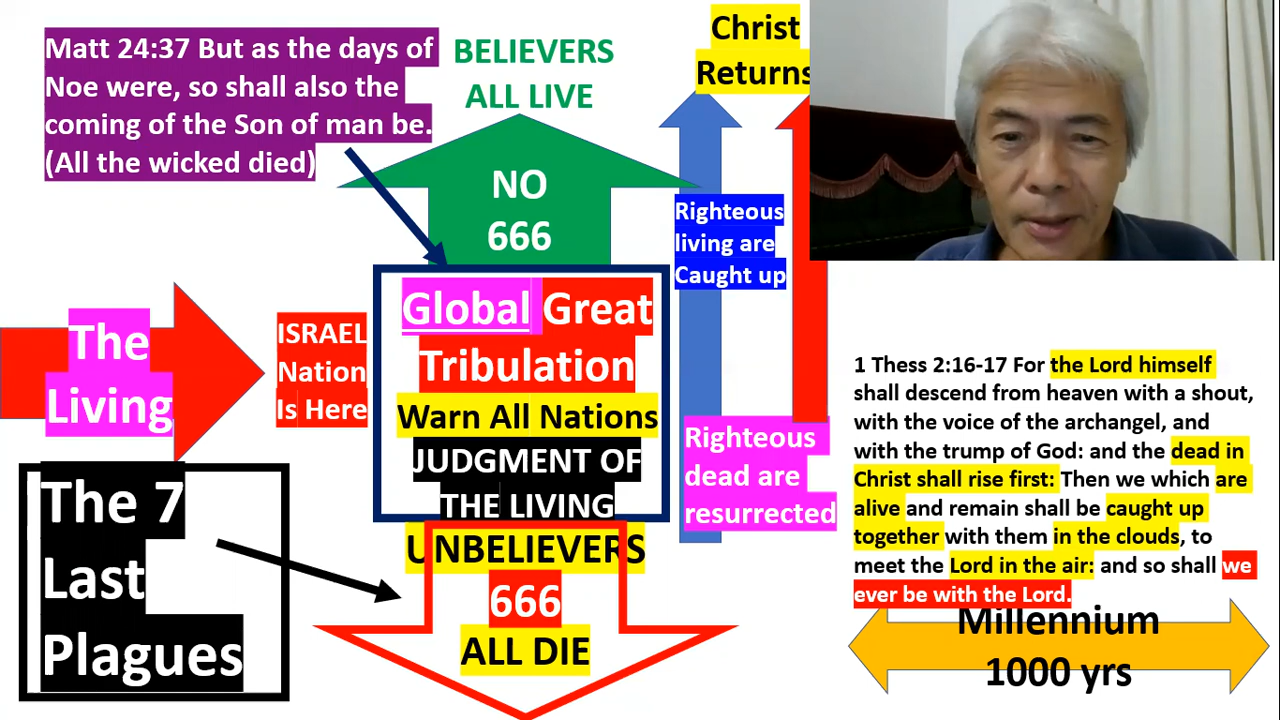 Matt 24:37 But as the days of
Noe were, so shall also the
coming of the Son of man be.
(All the wicked died)
BELIEVERS
ALL LIVE
Christ
Returns
NO
666
Righteous
living are
Caught up
The
Living
ISRAEL
Nation
Is Here
Global Great
Tribulation
Warn All Nations
JUDGMENT OF
THE LIVING
Righteous
dead are
resurrected
The 7
Last
Plagues
UNBELIEVERS
666
ALL DIE
1 Thess 2:16-17 For the Lord himself
shall descend from heaven with a shout,
with the voice of the archangel, and
with the trump of God: and the dead in
Christ shall rise first: Then we which are
alive and remain shall be caught up
together with them in the clouds, to
meet the Lord in the air: and so shall we
ever be with the Lord.
Millennium
1000 yrs